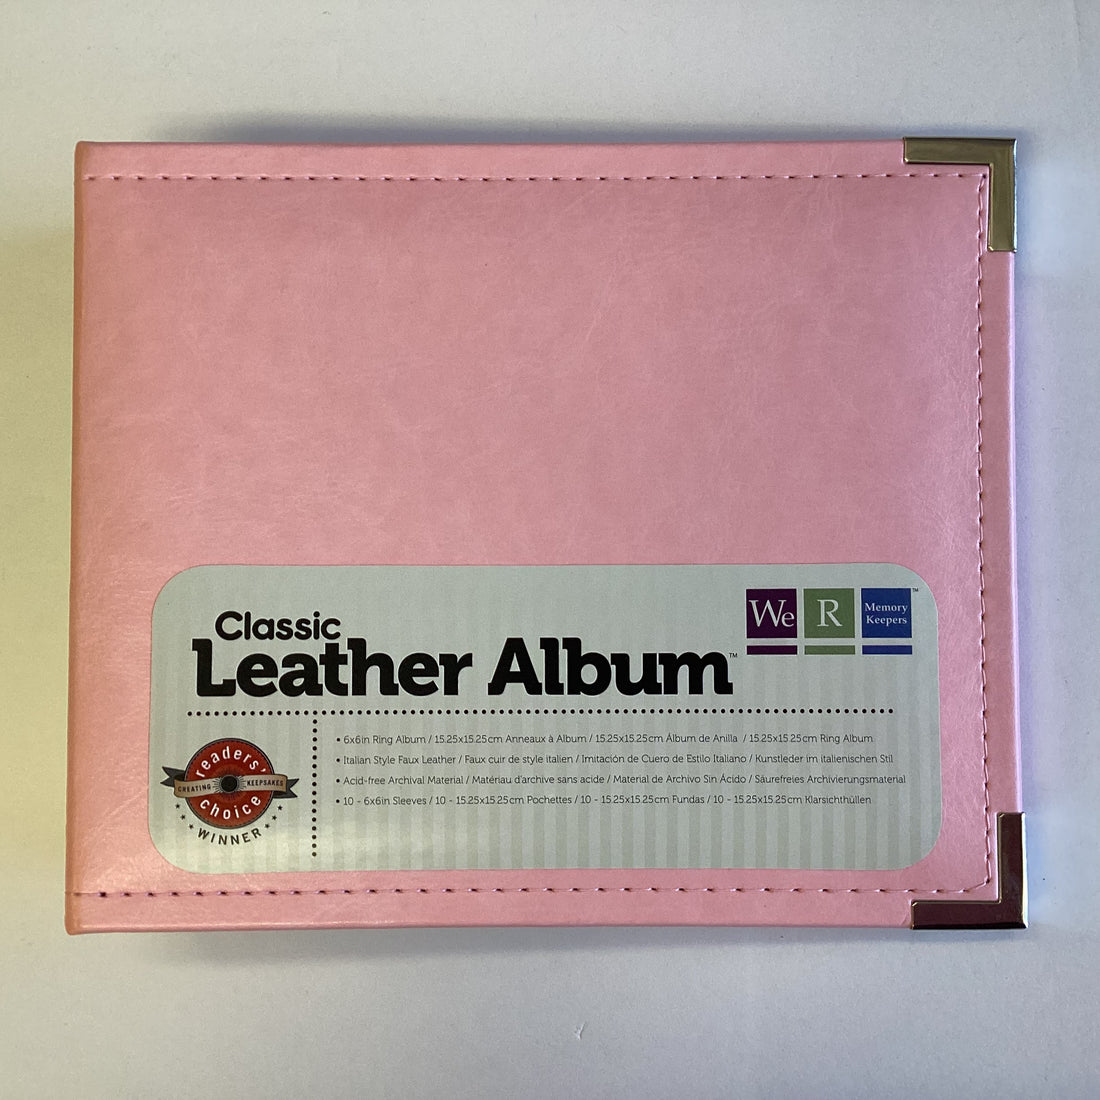 Classic
Leather Album™
We R Memory Keepers™
• 6x6in Ring Album / 15.25x15.25cm Anneaux à Album / 15.25x15.25cm Álbum de Anilla / 15.25x15.25cm Ring Album
• Italian Style Faux Leather / Faux cuir de style italien / Imitación de Cuero de Estilo Italiano / Kunstleder im italienischen Stil
• Acid-free Archival Material / Matériau d'archive sans acide / Material de Archivo Sin Ácido / Säurefreies Archivierungsmaterial
• 10 - 6x6in Sleeves / 10 - 15.25x15.25cm Pochettes / 10 - 15.25x15.25cm Fundas / 10 - 15.25x15.25cm Klarsichthüllen
readers'
CREATING KEEPSAKES
choice
WINNER